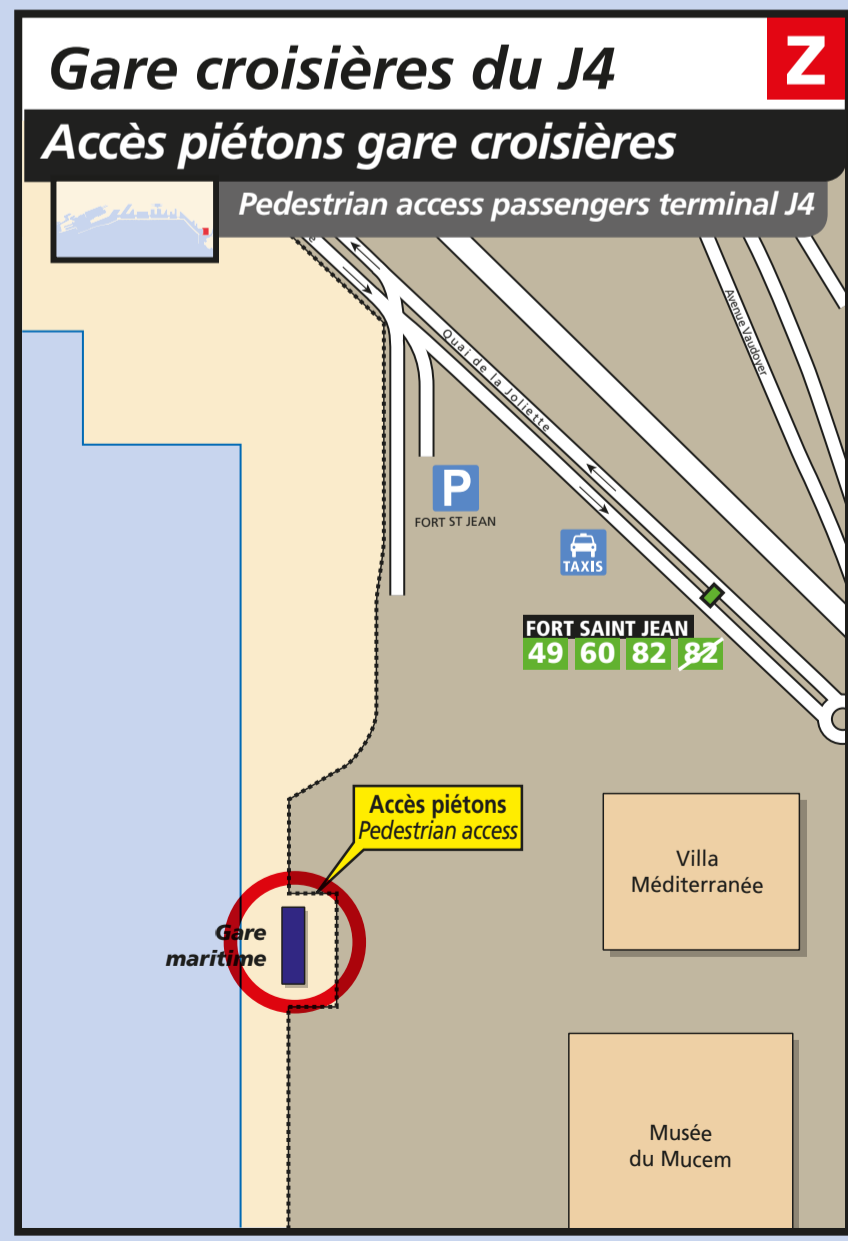 Gare croisières du J4
Z
Accès piétons gare croisières
Pedestrian access passengers terminal J4
Avenue Vaudoyer
Quai de la Joliette
P
FORT ST JEAN
TAXIS
FORT SAINT JEAN
49 60 82 82
Accès piétons
Pedestrian access
Villa
Méditerranée
Gare
maritime
Musée
du Mucem